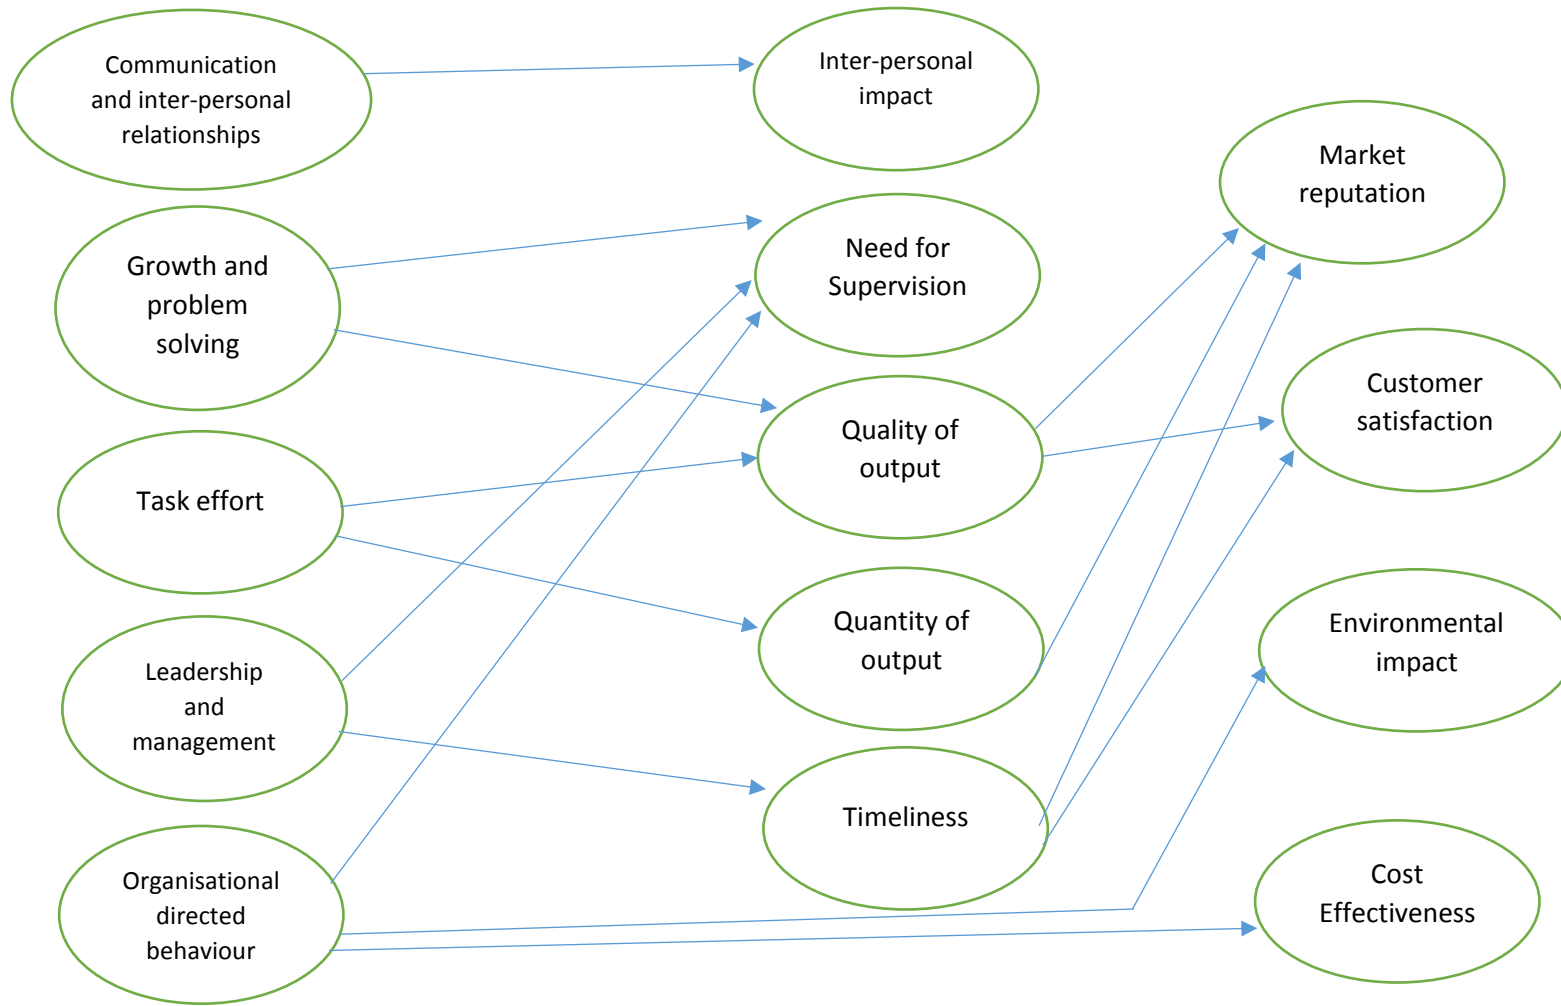 Communication
and inter-personal
relationships
Growth and
problem
solving
Task effort
Leadership
and
management
Organisational
directed
behaviour
Inter-personal
impact
Need for
Supervision
Quality of
output
Quantity of
output
Timeliness
Market
reputation
Customer
satisfaction
Environmental
impact
Cost
Effectiveness